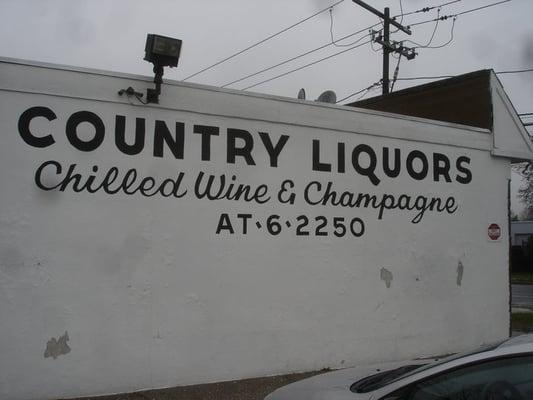 COUNTRY LIQUORS
Chilled Wine & Champagne
AT·6·2250